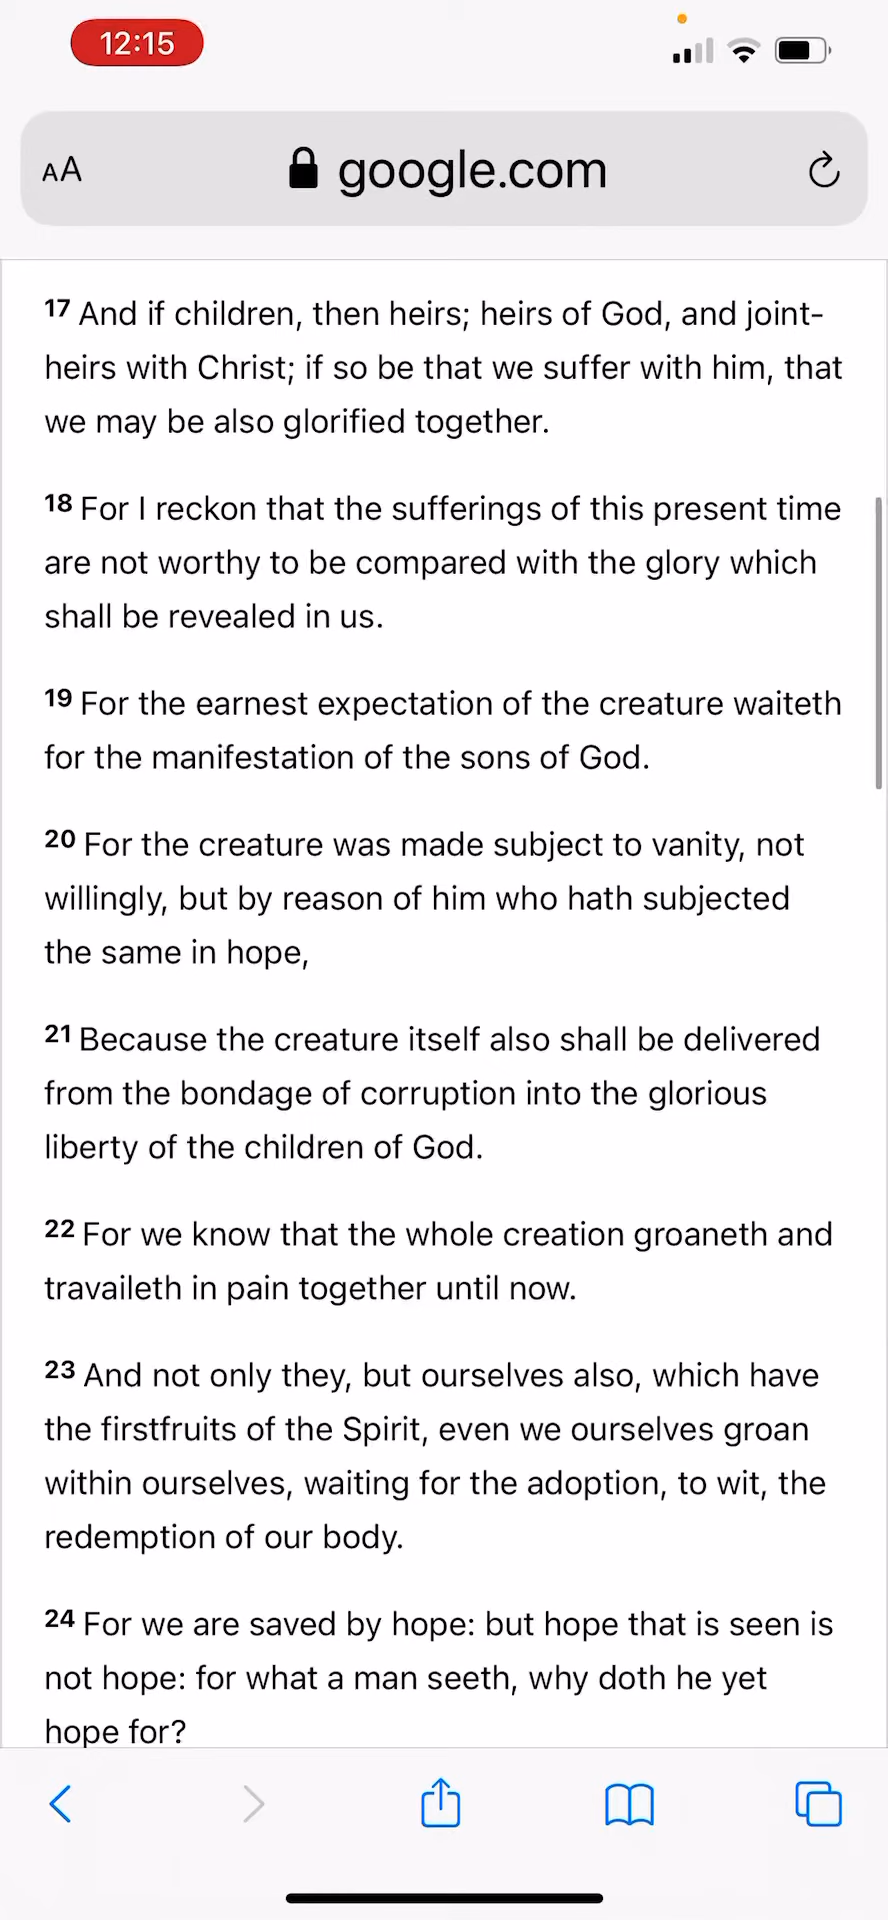 12:15
AA google.com
17 And if children, then heirs; heirs of God, and joint-
heirs with Christ; if so be that we suffer with him, that
we may be also glorified together.
18 For I reckon that the sufferings of this present time
are not worthy to be compared with the glory which
shall be revealed in us.
19 For the earnest expectation of the creature waiteth
for the manifestation of the sons of God.
20 For the creature was made subject to vanity, not
willingly, but by reason of him who hath subjected
the same in hope,
21 Because the creature itself also shall be delivered
from the bondage of corruption into the glorious
liberty of the children of God.
22 For we know that the whole creation groaneth and
travaileth in pain together until now.
23 And not only they, but ourselves also, which have
the firstfruits of the Spirit, even we ourselves groan
within ourselves, waiting for the adoption, to wit, the
redemption of our body.
24 For we are saved by hope: but hope that is seen is
not hope: for what a man seeth, why doth he yet
hope for?